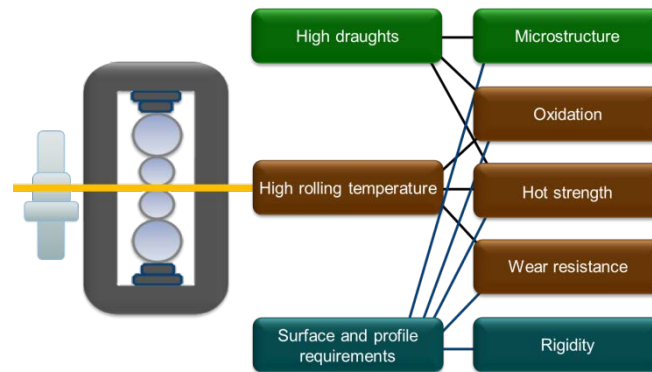 High draughts
Microstructure
Oxidation
High rolling temperature
Hot strength
Wear resistance
Surface and profile
requirements
Rigidity